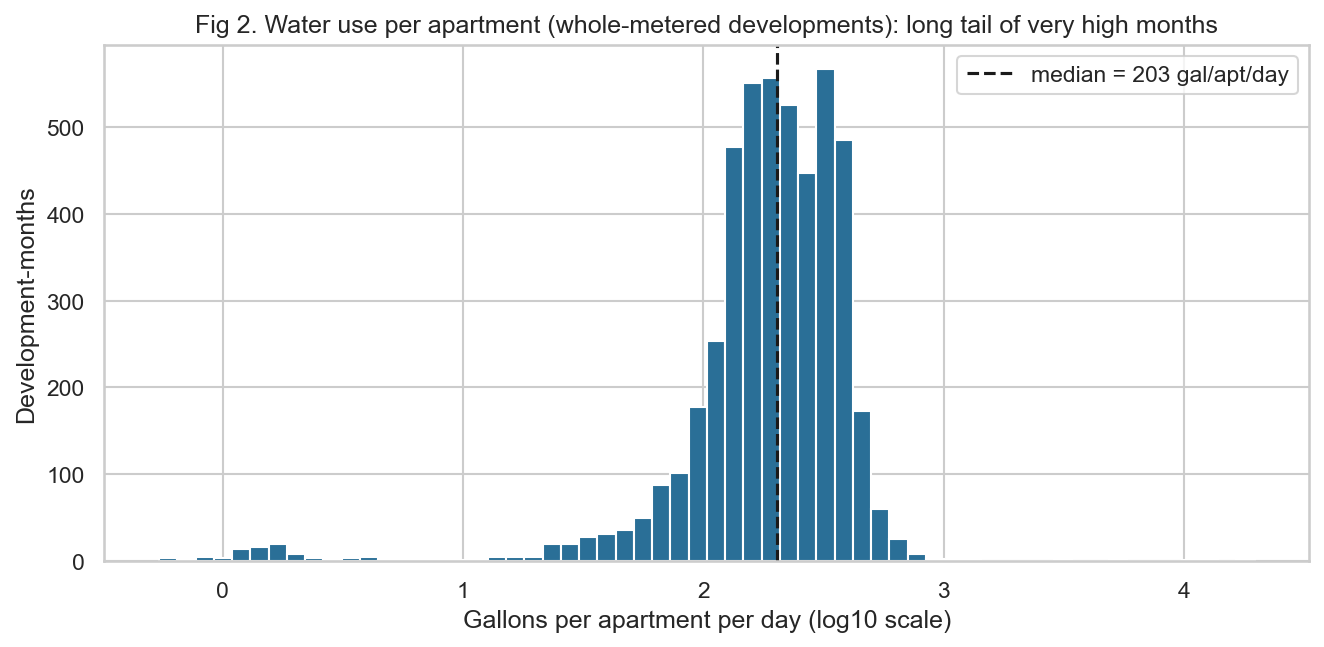 Fig 2. Water use per apartment (whole-metered developments): long tail of very high months
median = 203 gal/apt/day
Development-months
500
400
300
200
100
0
0 1 2 3 4
Gallons per apartment per day (log10 scale)